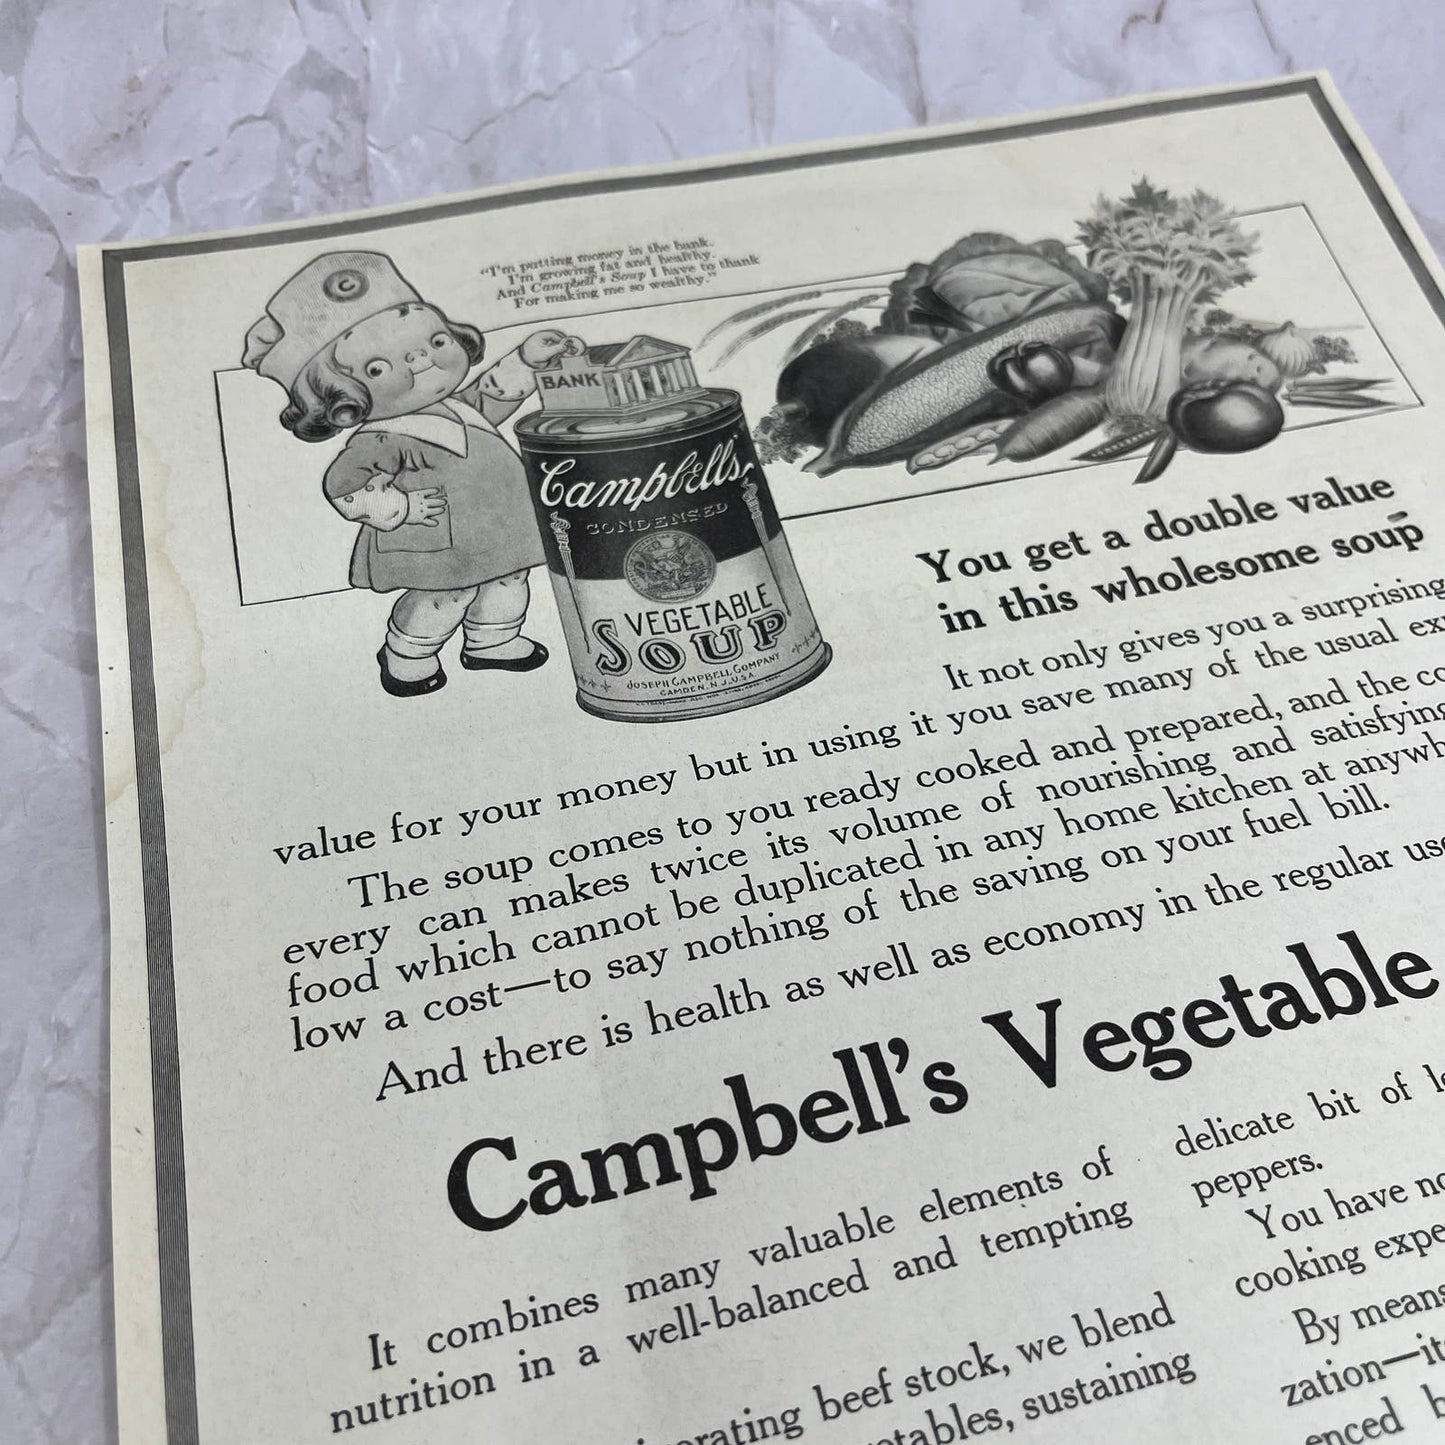 "I'm putting money in the bank.
I'm growing fat and healthy.
And Campbell's Soup I have to thank
For making me so wealthy."
C
BANK
Campbell's
CONDENSED
VEGETABLE
SOUP
JOSEPH CAMPBELL COMPANY
CAMDEN, N.J., U.S.A.
You get a double value
in this wholesome soup
It not only gives you a surprising
value for your money but in using it you save many of the usual
The soup comes to you ready cooked and prepared, and the
every can makes twice its volume of nourishing and satisfying
food which cannot be duplicated in any home kitchen at
low a cost—to say nothing of the saving on your fuel bill.
And there is health as well as economy in the regular
Campbell's Vegetable
It combines many valuable elements of
nutrition in a well-balanced and tempting
beef stock, we blend
sustaining
delicate bit of
peppers.
You have
cooking
By means
zation—